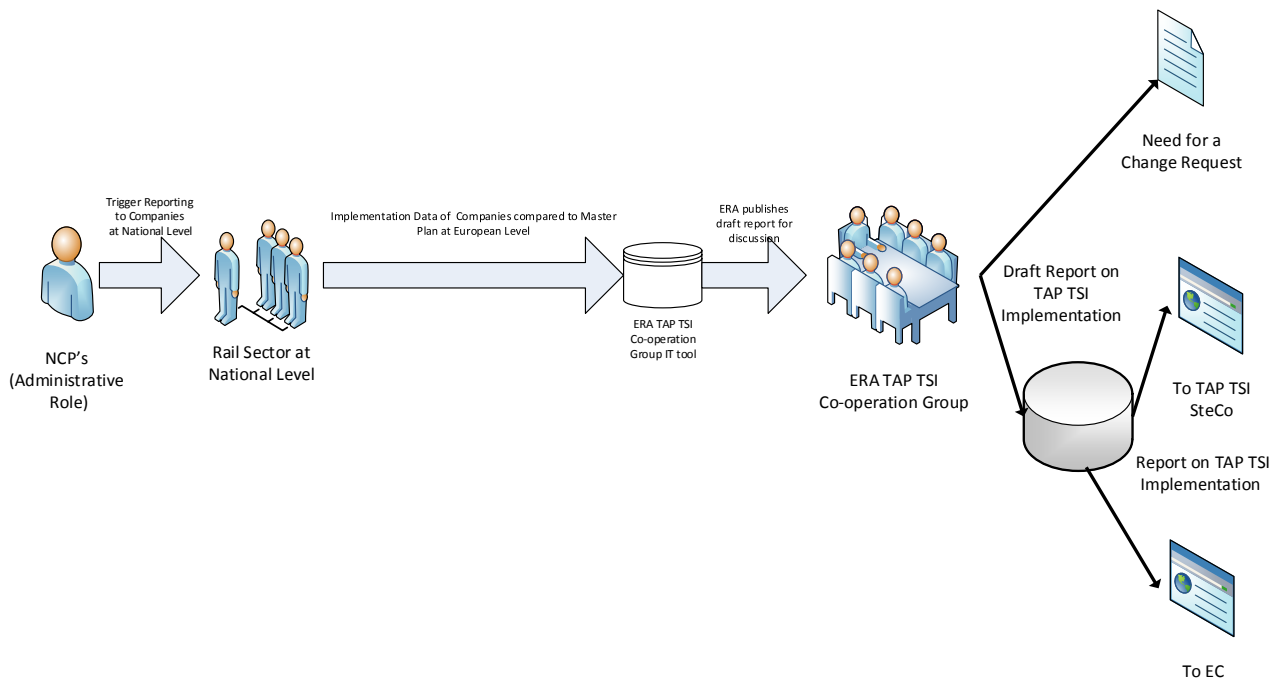 Trigger Reporting
to Companies
at National Level
NCP's
(Administrative
Role)
Rail Sector at
National Level
Implementation Data of Companies compared to Master
Plan at European Level
ERA TAP TSI
Co-operation
Group IT tool
ERA publishes
draft report for
discussion
ERA TAP TSI
Co-operation Group
Need for a
Change Request
Draft Report on
TAP TSI
Implementation
To TAP TSI
SteCo
Report on TAP TSI
Implementation
To EC